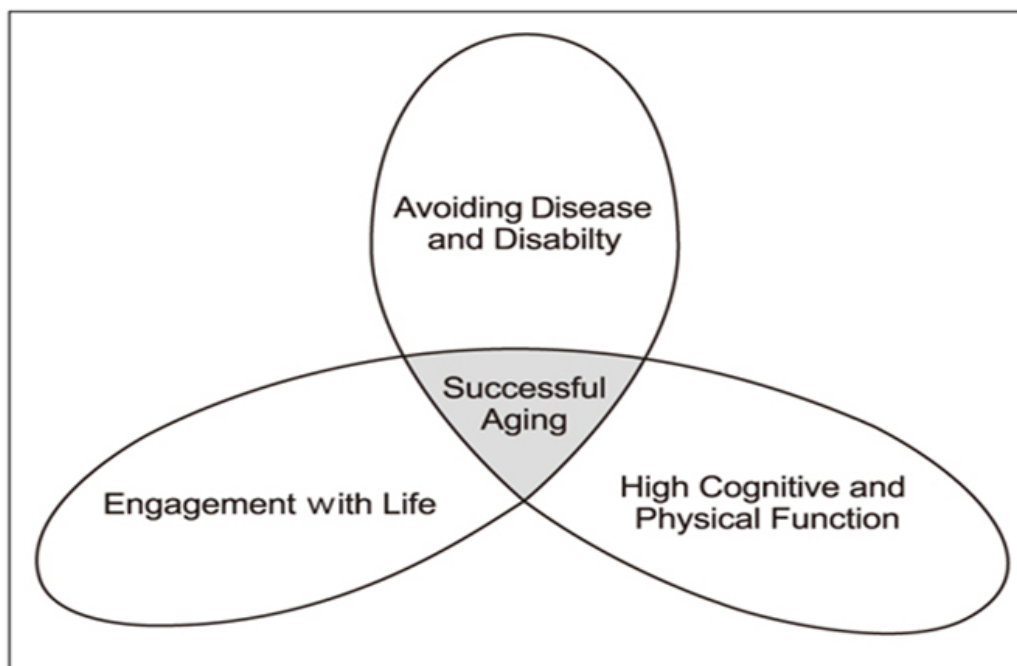 Avoiding Disease
and Disabilty
Successful
Aging
Engagement with Life
High Cognitive and
Physical Function